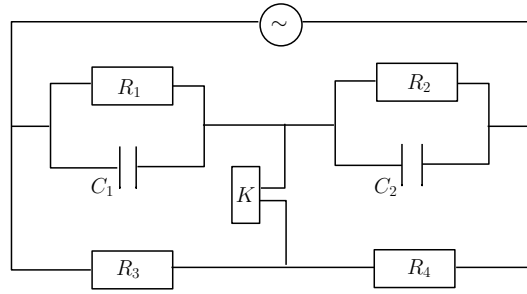 R₁
R₂
C₁
C₂
K
R₃
R₄